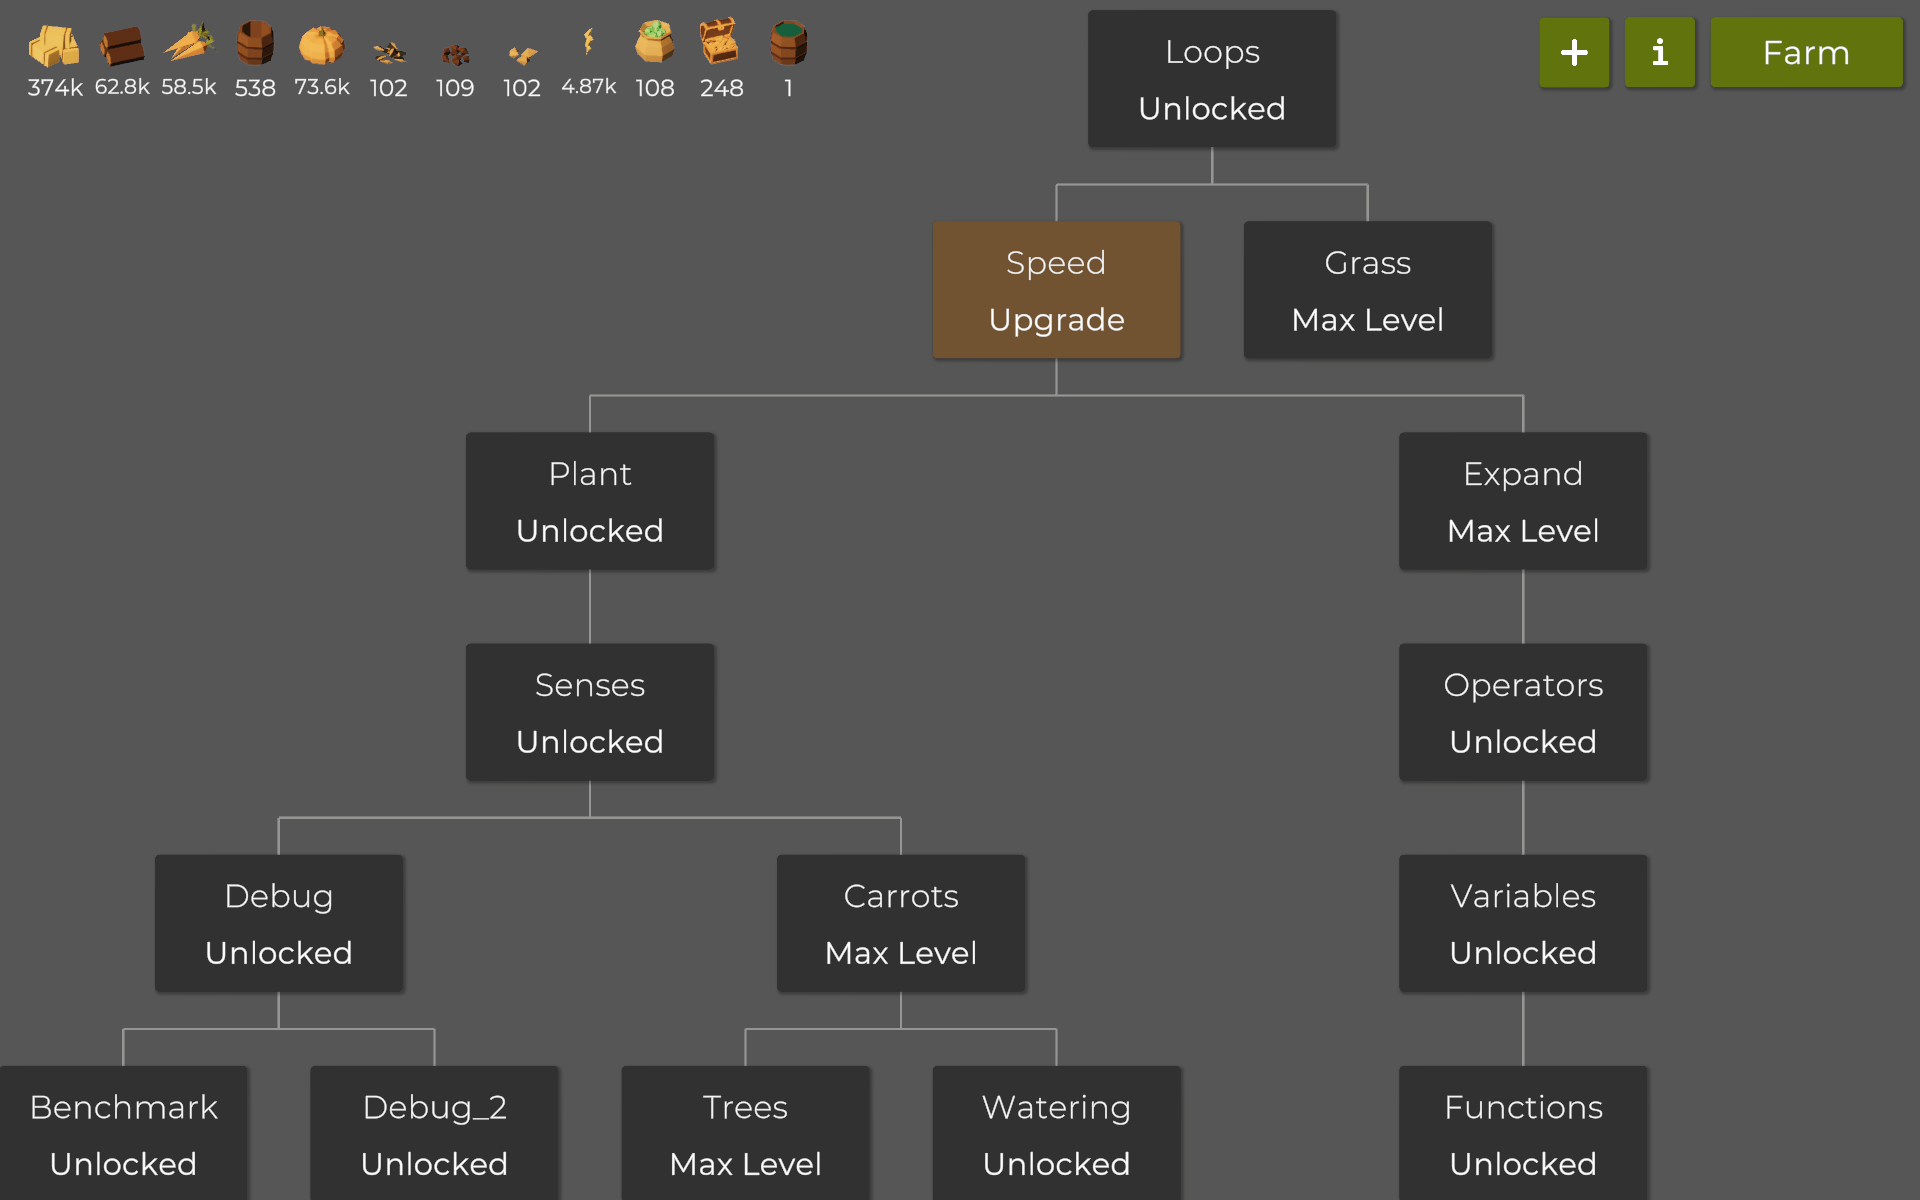 374k 62.8k 58.5k 538 73.6k 102 109 102 4.87k 108 248 1
Loops
Unlocked
+ i Farm
Speed
Upgrade
Grass
Max Level
Plant
Unlocked
Expand
Max Level
Senses
Unlocked
Operators
Unlocked
Debug
Unlocked
Carrots
Max Level
Variables
Unlocked
Benchmark
Unlocked
Debug_2
Unlocked
Trees
Max Level
Watering
Unlocked
Functions
Unlocked